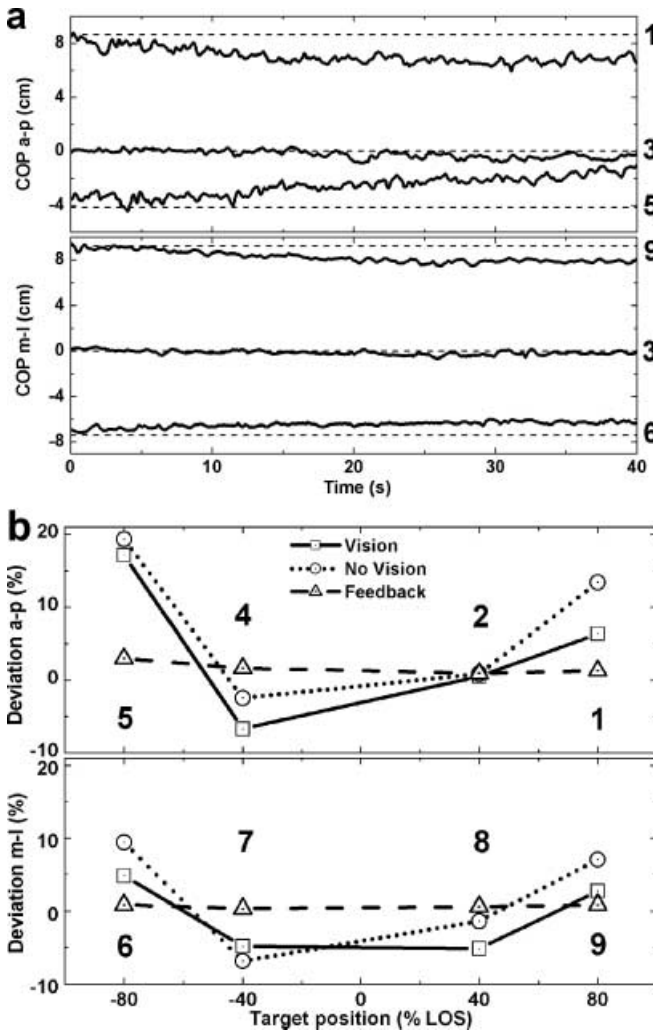 a
8
4
0
-4
COP a-p (cm)
1
3
5
8
4
0
-4
-8
COP m-l (cm)
9
3
6
0 10 20 30 40
Time (s)
b
20
10
0
-10
Deviation a-p (%)
Vision
No Vision
Feedback
4 2
5 1
20
10
0
-10
Deviation m-l (%)
7 8
6 9
-80 -40 0 40 80
Target position (% LOS)